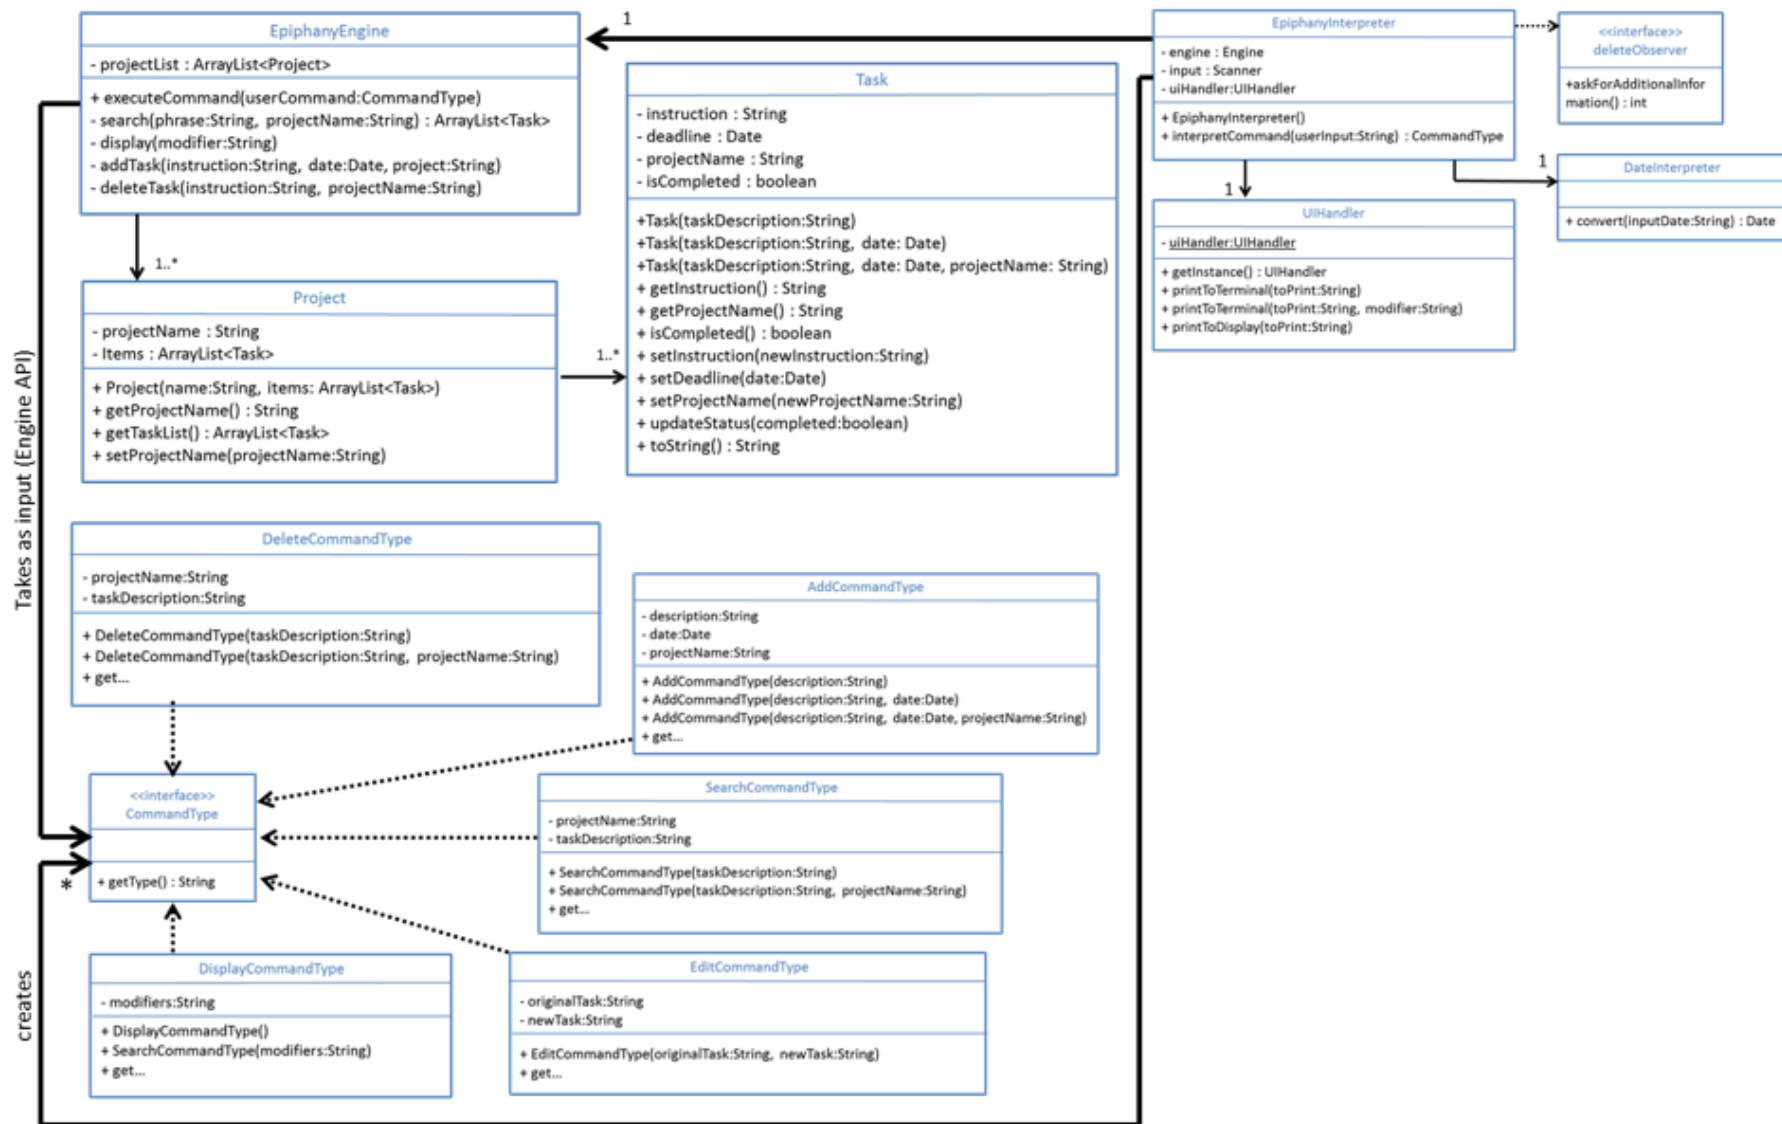 EpiphanyEngine
- projectList : ArrayList<Project>
+ executeCommand(userCommand:CommandType)
- search(phrase:String, projectName:String) : ArrayList<Task>
- display(modifier:String)
- addTask(instruction:String, date:Date, project:String)
- deleteTask(instruction:String, projectName:String)
1
Task
- instruction : String
- deadline : Date
- projectName : String
- isCompleted : boolean
+Task(taskDescription:String)
+Task(taskDescription:String, date: Date)
+Task(taskDescription:String, date: Date, projectName: String)
+ getInstruction() : String
+ getProjectName() : String
+ isCompleted() : boolean
+ setInstruction(newInstruction:String)
+ setDeadline(date:Date)
+ setProjectName(newProjectName:String)
+ updateStatus(completed:boolean)
+ toString() : String
EpiphanyInterpreter
- engine : Engine
- input : Scanner
- uiHandler:UIHandler
+ EpiphanyInterpreter()
+ interpretCommand(userInput:String) : CommandType
<<interface>>
deleteObserver
+askForAdditionalInfor
mation() : int
1
DateInterpreter
+ convert(inputDate:String) : Date
1
UIHandler
- uiHandler:UIHandler
+ getInstance() : UIHandler
+ printToTerminal(toPrint:String)
+ printToTerminal(toPrint:String, modifier:String)
+ printToDisplay(toPrint:String)
1..*
Project
- projectName : String
- Items : ArrayList<Task>
+ Project(name:String, items: ArrayList<Task>)
+ getProjectName() : String
+ getTaskList() : ArrayList<Task>
+ setProjectName(projectName:String)
1..*
Takes as input (Engine API)
DeleteCommandType
- projectName:String
- taskDescription:String
+ DeleteCommandType(taskDescription:String)
+ DeleteCommandType(taskDescription:String, projectName:String)
+ get...
AddCommandType
- description:String
- date:Date
- projectName:String
+ AddCommandType(description:String)
+ AddCommandType(description:String, date:Date)
+ AddCommandType(description:String, date:Date, projectName:String)
+ get...
<<interface>>
CommandType
+ getType() : String
*
SearchCommandType
- projectName:String
- taskDescription:String
+ SearchCommandType(taskDescription:String)
+ SearchCommandType(taskDescription:String, projectName:String)
+ get...
creates
DisplayCommandType
- modifiers:String
+ DisplayCommandType()
+ SearchCommandType(modifiers:String)
+ get...
EditCommandType
- originalTask:String
- newTask:String
+ EditCommandType(originalTask:String, newTask:String)
+ get...